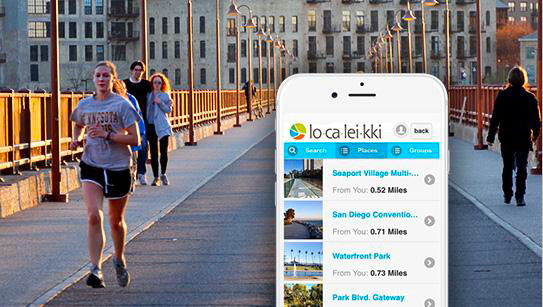 MINNESOTA
lo·ca·lei·kki
back
Search
Places
Groups
Seaport Village Multi-...
From You: 0.52 Miles
San Diego Conventio...
From You: 0.71 Miles
Waterfront Park
From You: 0.73 Miles
Park Blvd. Gateway